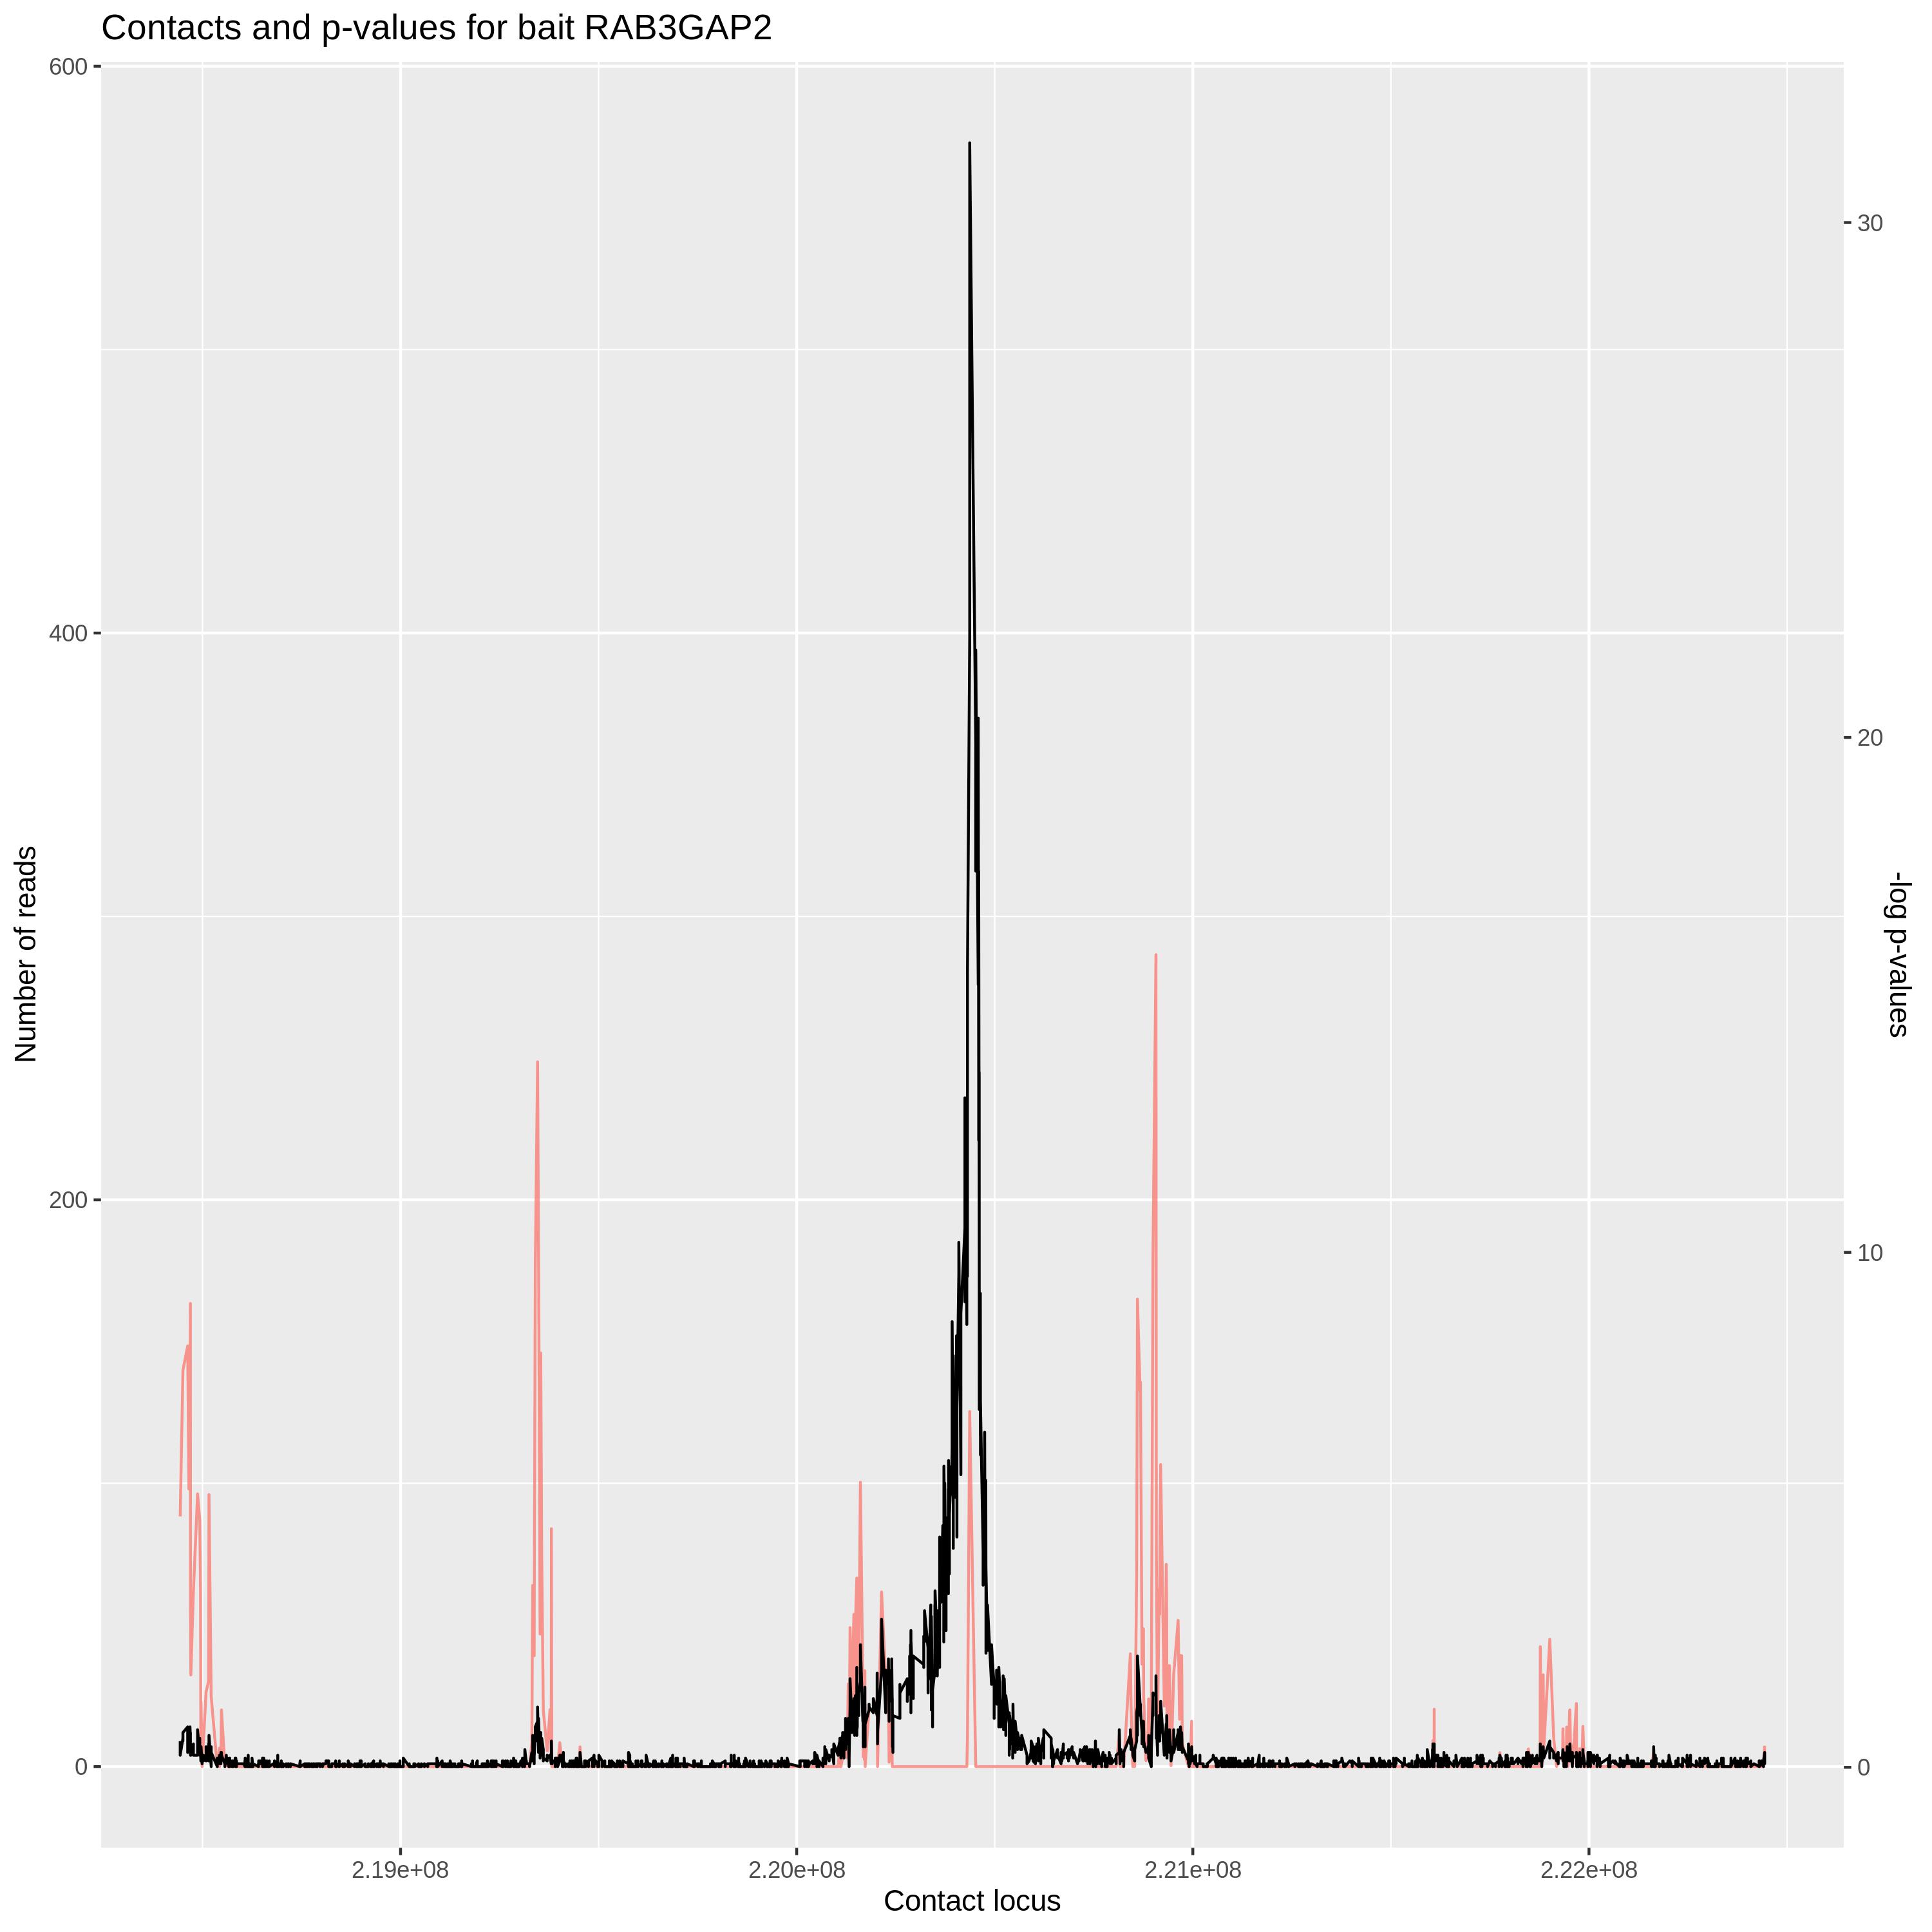 Contacts and p-values for bait RAB3GAP2
600
400
200
0
Number of reads
30
20
10
0
-log p-values
2.19e+08
2.20e+08
2.21e+08
2.22e+08
Contact locus